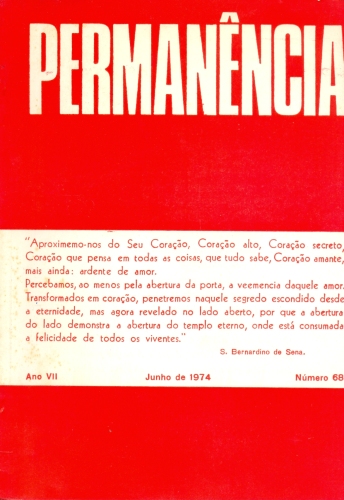 PERMANÊNCIA
"Aproximemo-nos do Seu Coração, Coração alto, Coração secreto,
Coração que pensa em todas as coisas, que tudo sabe, Coração amante,
mais ainda: ardente de amor.
Percebamos, ao menos pela abertura da porta, a veemencia daquele amor.
Transformados em coração, penetremos naquele segredo escondido desde
a eternidade, mas agora revelado no lado aberto, por que a abertura
do lado demonstra a abertura do templo eterno, onde está consumada
a felicidade de todos os viventes."
S. Bernardino de Sena.
Ano VII Junho de 1974 Número 68